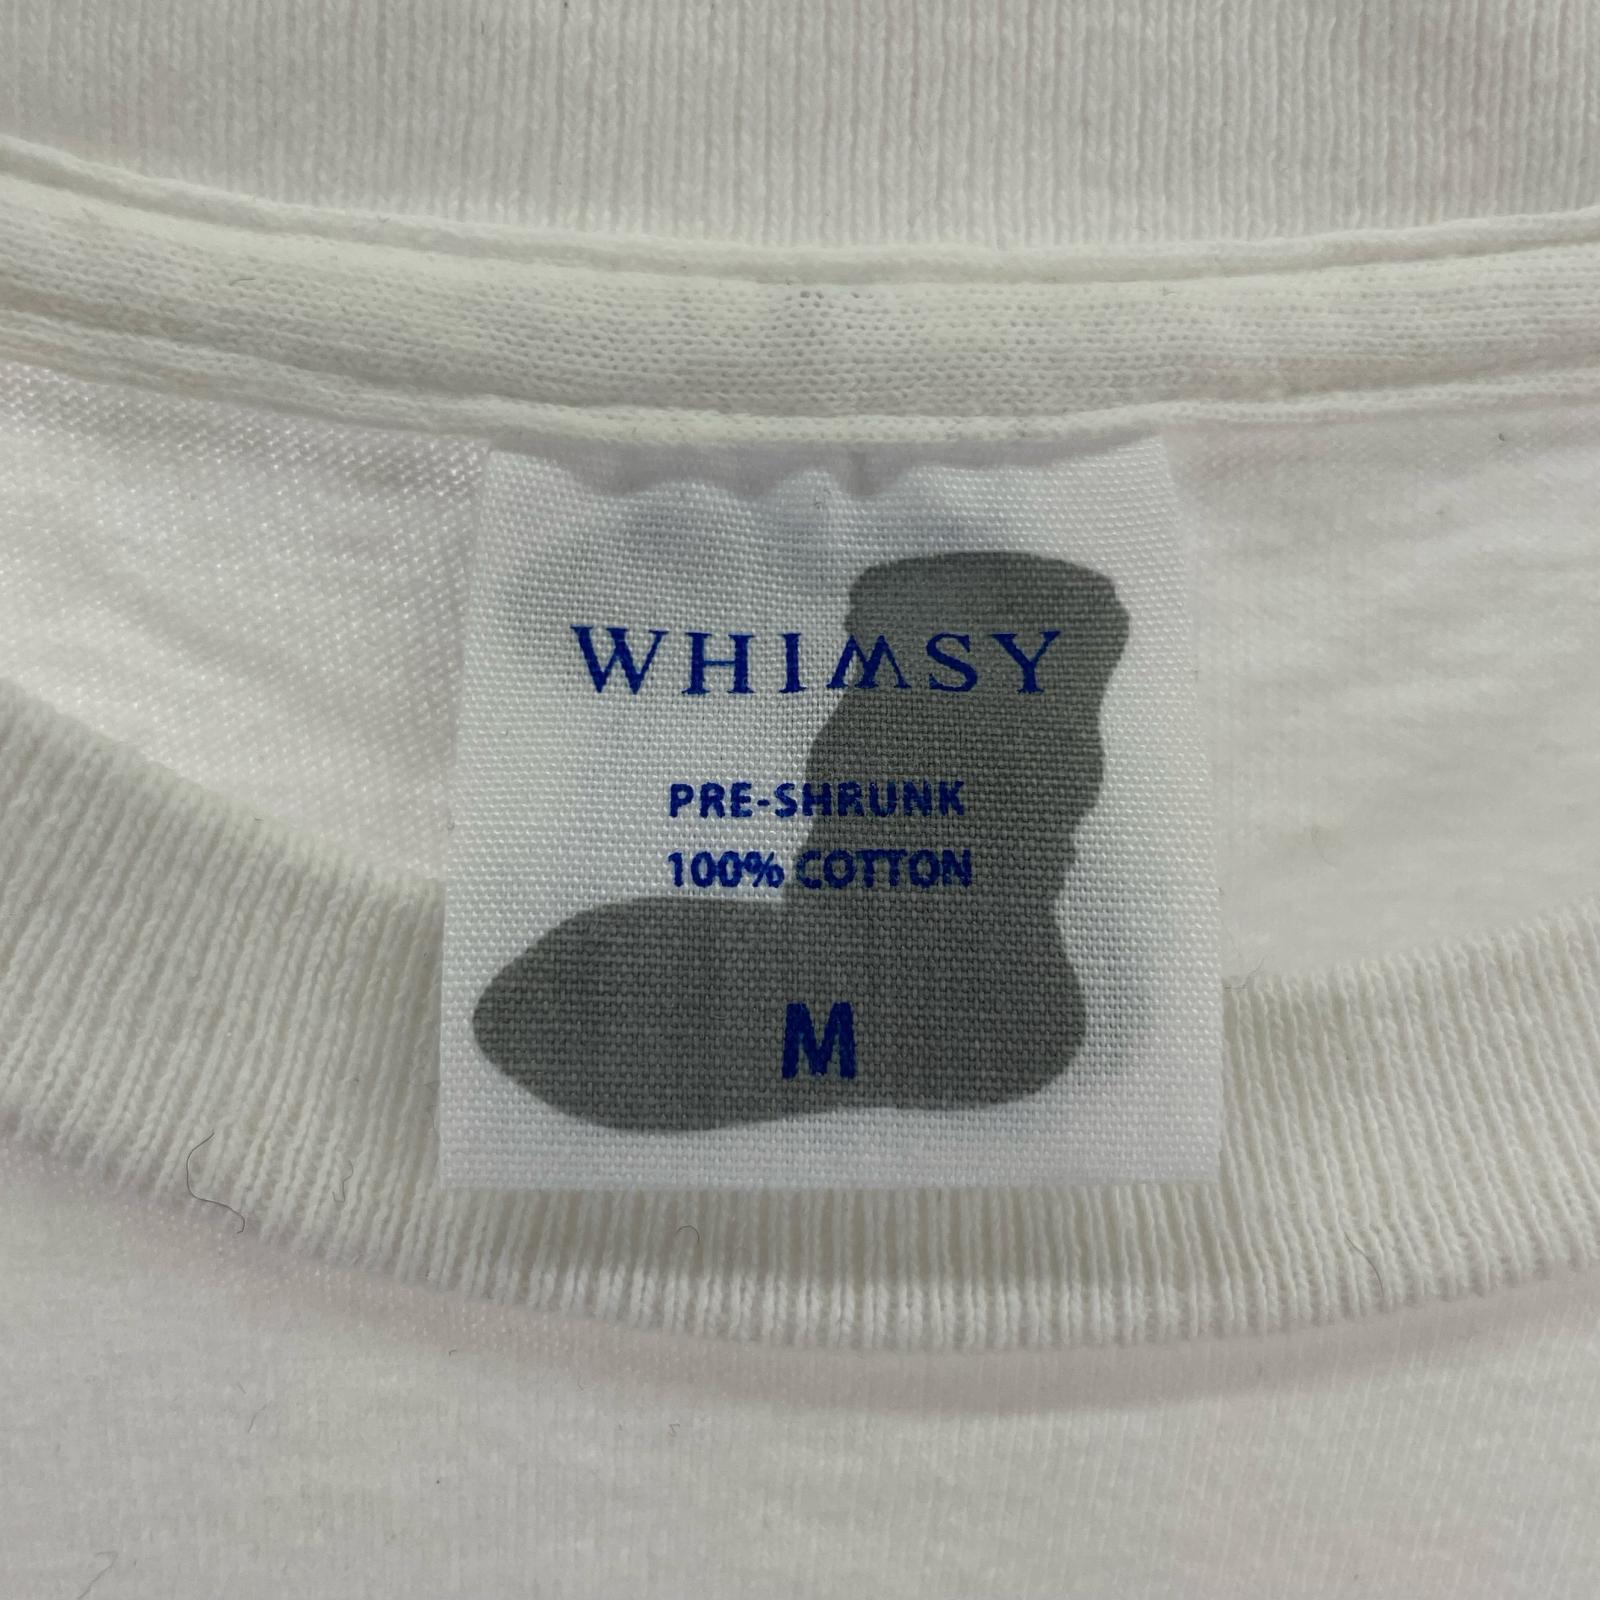 WHIMSY
PRE-SHRUNK
100% COTTON
M